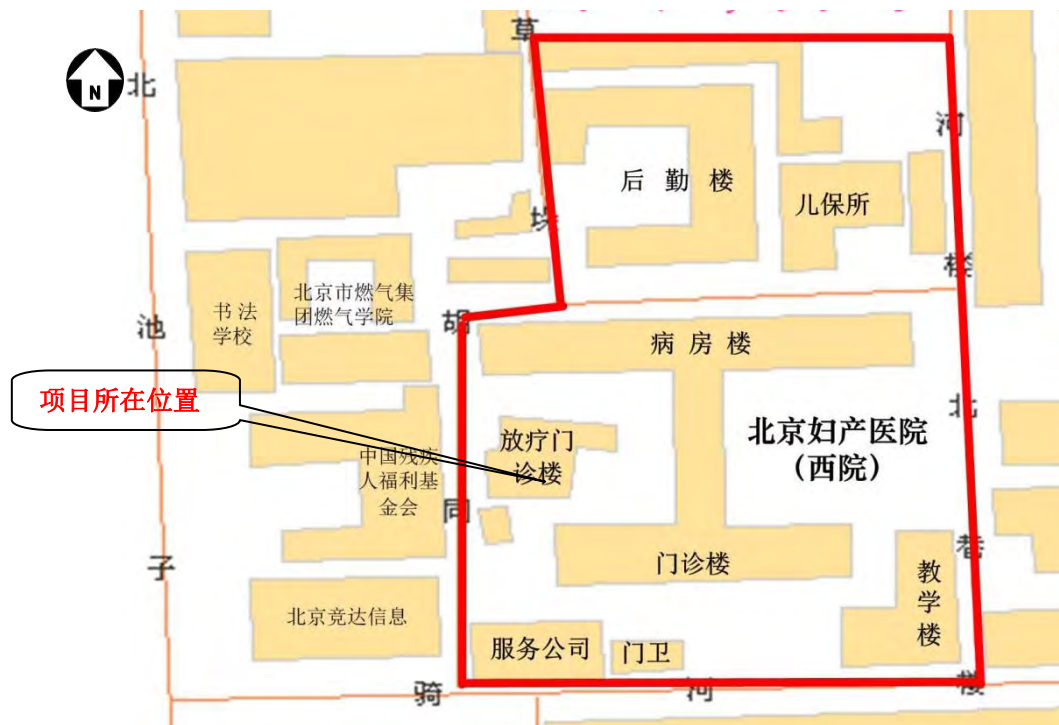 N
北池子
草垛胡同
河楼北巷
骑河楼
后勤楼
儿保所
书法
学校
北京市燃气集
团燃气学院
病房楼
项目所在位置
放疗门
诊楼
北京妇产医院
(西院)
中国残疾
人福利基
金会
门诊楼
教学楼
北京竞达信息
服务公司
门卫